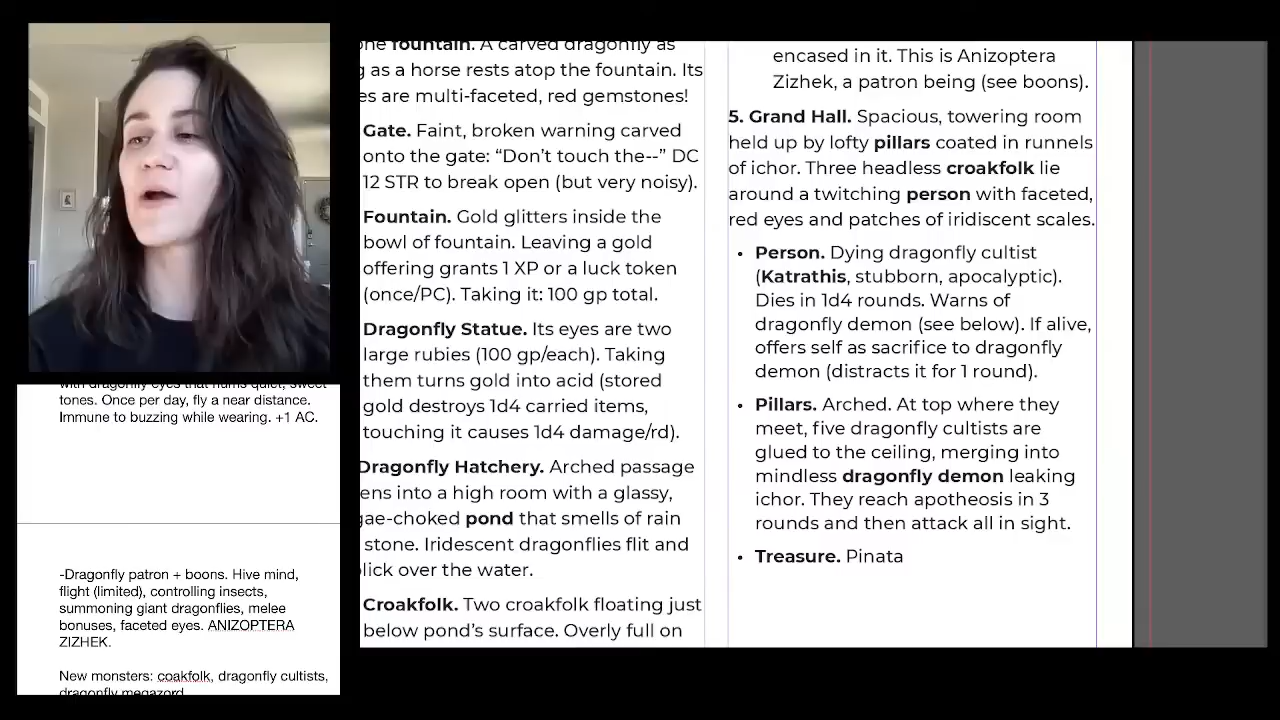 with dragonfly eyes that hums quiet, sweet
tones. Once per day, fly a near distance.
Immune to buzzing while wearing. +1 AC.
-Dragonfly patron + boons. Hive mind,
flight (limited), controlling insects,
summoning giant dragonflies, melee
bonuses, faceted eyes. ANIZOPTERA
ZIZHEK.
New monsters: coakfolk, dragonfly cultists,
dragonfly megazord
fountain. A carved dragonfly as
as a horse rests atop the fountain. Its
are multi-faceted, red gemstones!
Gate. Faint, broken warning carved
onto the gate: “Don’t touch the--” DC
12 STR to break open (but very noisy).
Fountain. Gold glitters inside the
bowl of fountain. Leaving a gold
offering grants 1 XP or a luck token
(once/PC). Taking it: 100 gp total.
Dragonfly Statue. Its eyes are two
large rubies (100 gp/each). Taking
them turns gold into acid (stored
gold destroys 1d4 carried items,
touching it causes 1d4 damage/rd).
Dragonfly Hatchery. Arched passage
ens into a high room with a glassy,
gae-choked pond that smells of rain
stone. Iridescent dragonflies flit and
lick over the water.
Croakfolk. Two croakfolk floating just
below pond’s surface. Overly full on
encased in it. This is Anizoptera
Zizhek, a patron being (see boons).
5. Grand Hall. Spacious, towering room
held up by lofty pillars coated in runnels
of ichor. Three headless croakfolk lie
around a twitching person with faceted,
red eyes and patches of iridiscent scales.
• Person. Dying dragonfly cultist
(Katrathis, stubborn, apocalyptic).
Dies in 1d4 rounds. Warns of
dragonfly demon (see below). If alive,
offers self as sacrifice to dragonfly
demon (distracts it for 1 round).
• Pillars. Arched. At top where they
meet, five dragonfly cultists are
glued to the ceiling, merging into
mindless dragonfly demon leaking
ichor. They reach apotheosis in 3
rounds and then attack all in sight.
• Treasure. Pinata